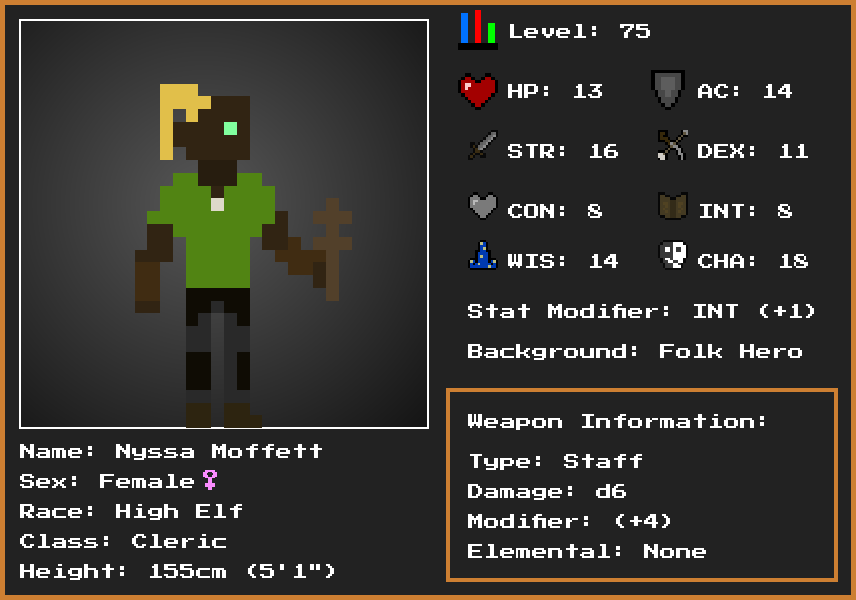 Level: 75
HP: 13 AC: 14
STR: 16 DEX: 11
CON: 8 INT: 8
WIS: 14 CHA: 18
Stat Modifier: INT (+1)
Background: Folk Hero
Weapon Information:
Type: Staff
Damage: d6
Modifier: (+4)
Elemental: None
Name: Nyssa Moffett
Sex: Female♀
Race: High Elf
Class: Cleric
Height: 155cm (5'1")